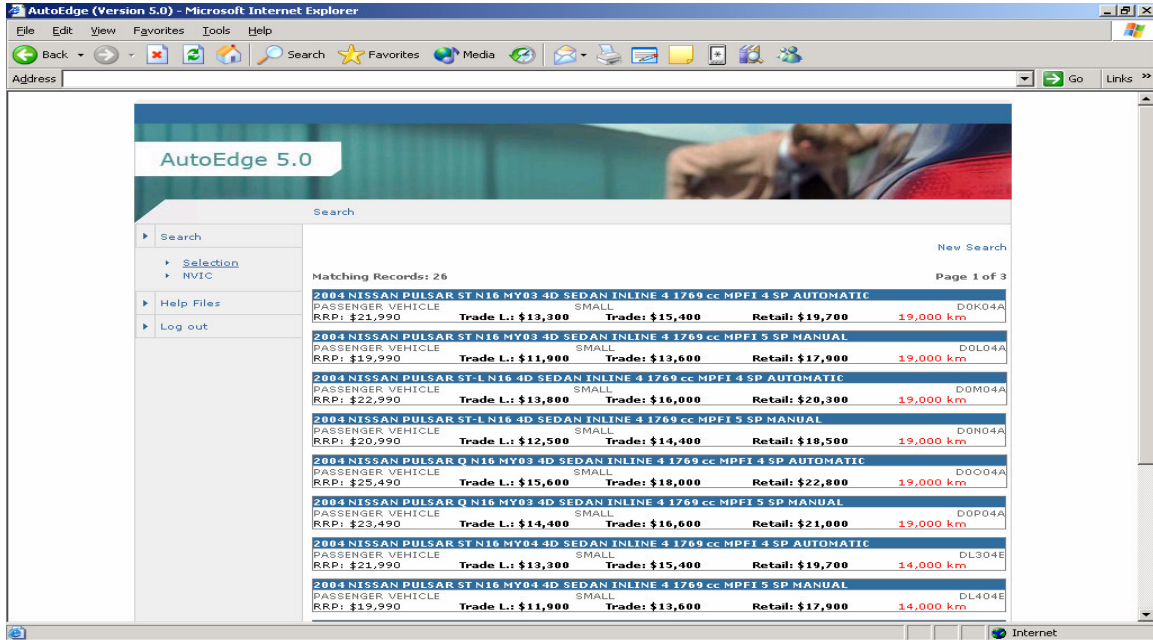 AutoEdge (Version 5.0) - Microsoft Internet Explorer
File Edit View Favorites Tools Help
Back Search Favorites Media
Address Go Links »
AutoEdge 5.0
Search
Search
New Search
Selection
NVIC
Matching Records: 26 Page 1 of 3
Help Files
Log out
2004 NISSAN PULSAR ST N16 MY03 4D SEDAN INLINE 4 1769 cc MPFI 4 SP AUTOMATIC
PASSENGER VEHICLE SMALL D0K04A
RRP: $21,990 Trade L.: $13,300 Trade: $15,400 Retail: $19,700 19,000 km
2004 NISSAN PULSAR ST N16 MY03 4D SEDAN INLINE 4 1769 cc MPFI 5 SP MANUAL
PASSENGER VEHICLE SMALL D0L04A
RRP: $19,990 Trade L.: $11,900 Trade: $13,600 Retail: $17,900 19,000 km
2004 NISSAN PULSAR ST-L N16 4D SEDAN INLINE 4 1769 cc MPFI 4 SP AUTOMATIC
PASSENGER VEHICLE SMALL D0M04A
RRP: $22,990 Trade L.: $13,800 Trade: $16,000 Retail: $20,300 19,000 km
2004 NISSAN PULSAR ST-L N16 4D SEDAN INLINE 4 1769 cc MPFI 5 SP MANUAL
PASSENGER VEHICLE SMALL D0N04A
RRP: $20,990 Trade L.: $12,500 Trade: $14,400 Retail: $18,500 19,000 km
2004 NISSAN PULSAR Q N16 MY03 4D SEDAN INLINE 4 1769 cc MPFI 4 SP AUTOMATIC
PASSENGER VEHICLE SMALL D0O04A
RRP: $25,490 Trade L.: $15,600 Trade: $18,000 Retail: $22,800 19,000 km
2004 NISSAN PULSAR Q N16 MY03 4D SEDAN INLINE 4 1769 cc MPFI 5 SP MANUAL
PASSENGER VEHICLE SMALL D0P04A
RRP: $23,490 Trade L.: $14,400 Trade: $16,600 Retail: $21,000 19,000 km
2004 NISSAN PULSAR ST N16 MY04 4D SEDAN INLINE 4 1769 cc MPFI 4 SP AUTOMATIC
PASSENGER VEHICLE SMALL DL304E
RRP: $21,990 Trade L.: $13,300 Trade: $15,400 Retail: $19,700 14,000 km
2004 NISSAN PULSAR ST N16 MY04 4D SEDAN INLINE 4 1769 cc MPFI 5 SP MANUAL
PASSENGER VEHICLE SMALL DL404E
RRP: $19,990 Trade L.: $11,900 Trade: $13,600 Retail: $17,900 14,000 km
Internet